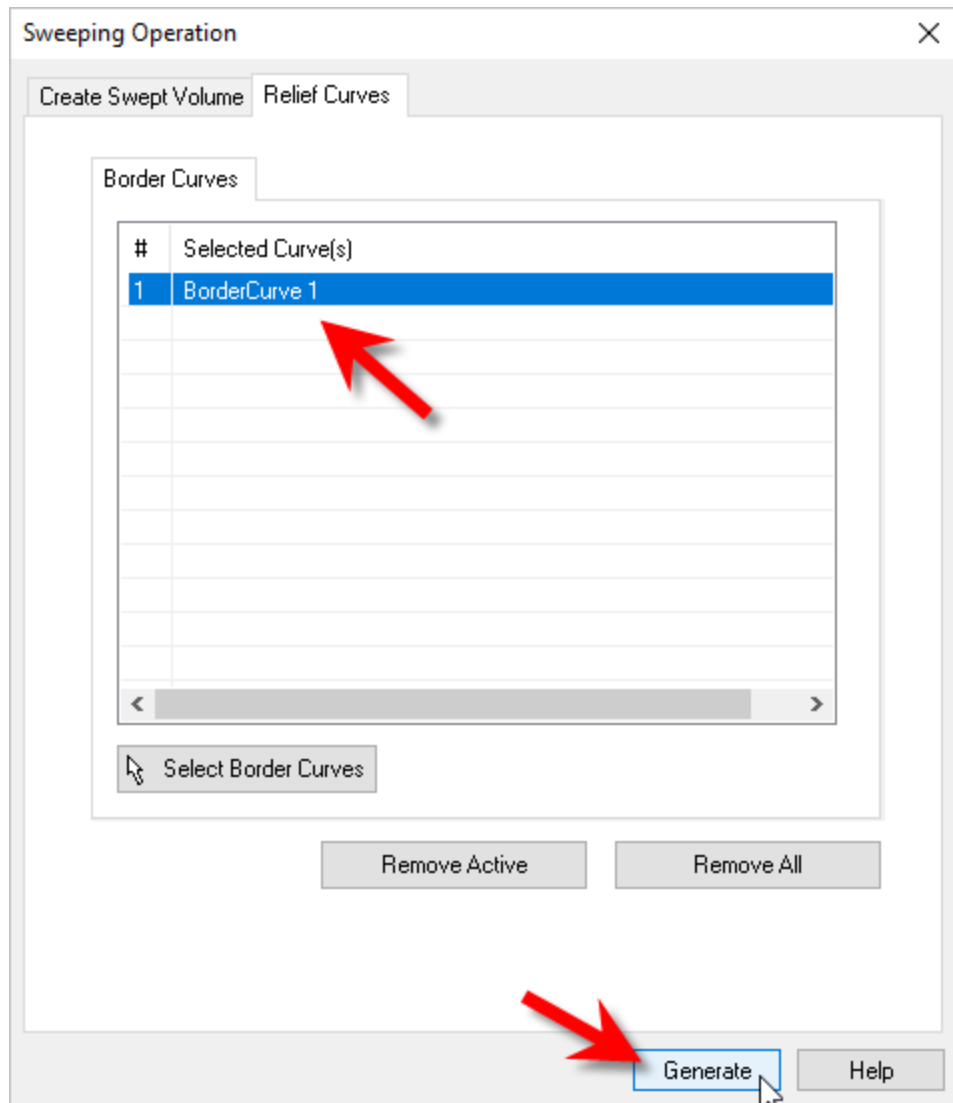 Sweeping Operation
Create Swept Volume
Relief Curves
Border Curves
# Selected Curve(s)
1 BorderCurve 1
Select Border Curves
Remove Active
Remove All
Generate
Help